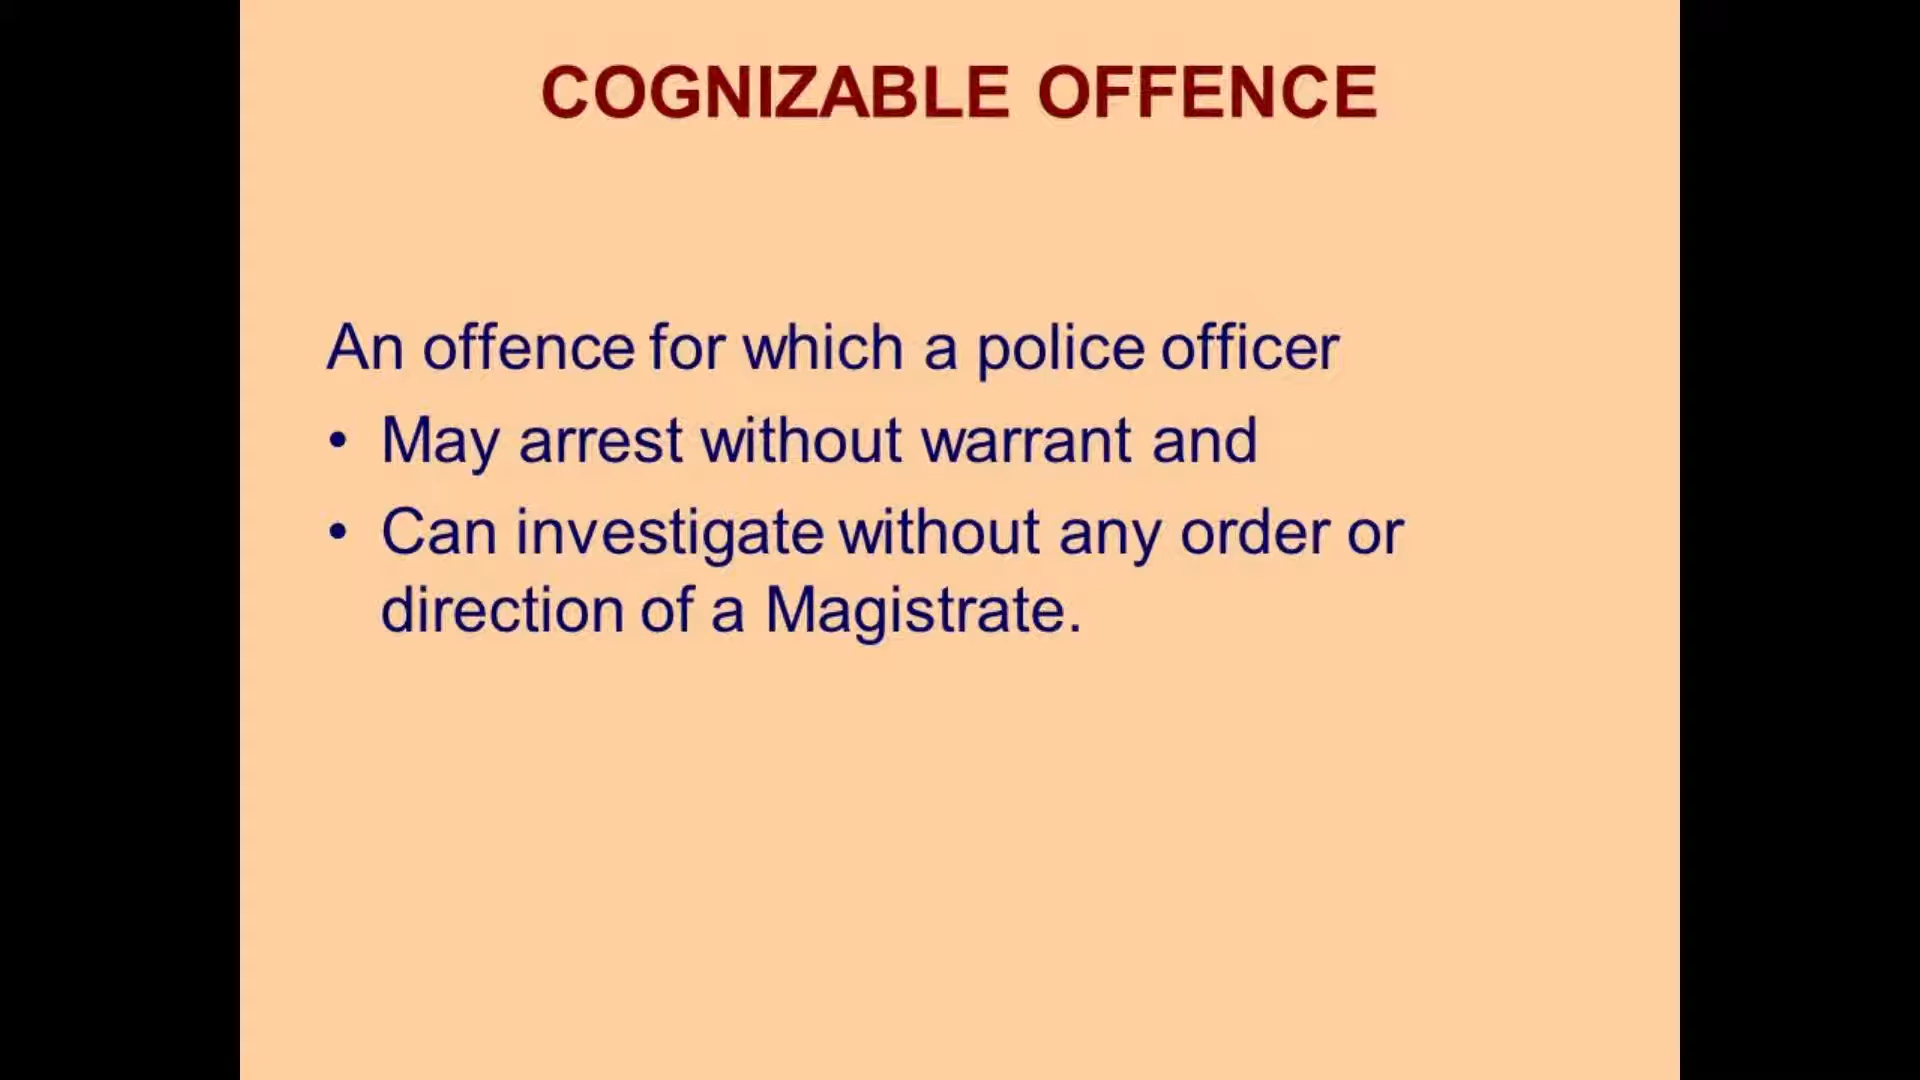 COGNIZABLE OFFENCE
An offence for which a police officer
• May arrest without warrant and
• Can investigate without any order or
direction of a Magistrate.